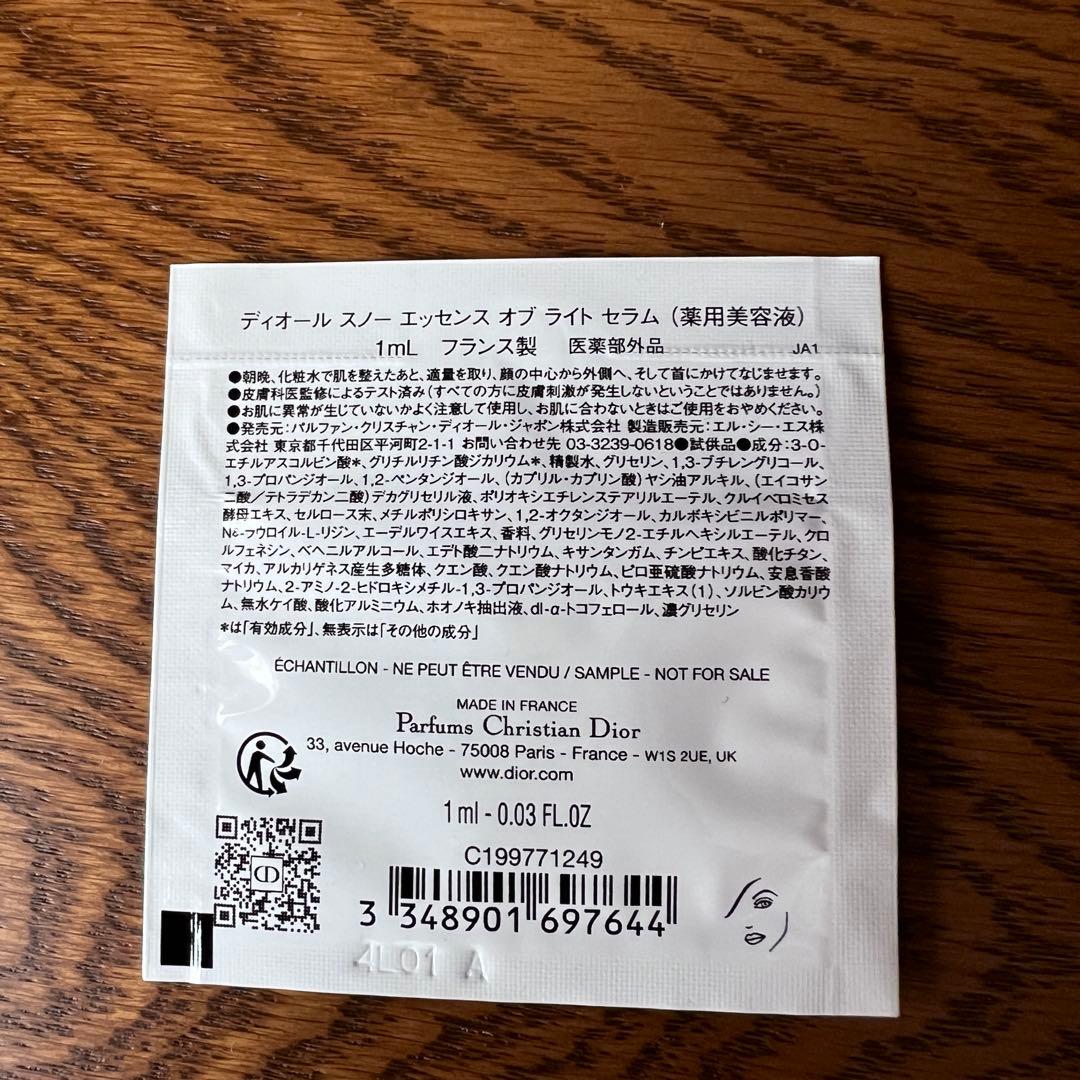 ディオール スノー エッセンス オブ ライト セラム (薬用美容液)
1mL フランス製 医薬部外品 JA1
●朝晩、化粧水で肌を整えたあと、適量を取り、顔の中心から外側へ、そして首にかけてなじませます。
●皮膚科医監修によるテスト済み(すべての方に皮膚刺激が発生しないということではありません。)
●お肌に異常が生じていないかよく注意して使用し、お肌に合わないときはご使用をおやめください。
●発売元:パルファン・クリスチャン・ディオール・ジャポン株式会社 製造販売元:エル・シー・エス株
式会社 東京都千代田区平河町2-1-1 お問い合わせ先 03-3239-0618●試供品●成分:3-O-
エチルアスコルビン酸*、グリチルリチン酸ジカリウム*、精製水、グリセリン、1,3-ブチレングリコール、
1,3-プロパンジオール、1,2-ペンタンジオール、(カプリル・カプリン酸)ヤシ油アルキル、(エイコサン
二酸/テトラデカン二酸)デカグリセリル液、ポリオキシエチレンステアリルエーテル、クルイベロミセス
酵母エキス、セルロース末、メチルポリシロキサン、1,2-オクタンジオール、カルボキシビニルポリマー、
Nε-ラウロイル-L-リジン、エーデルワイスエキス、香料、グリセリンモノ2-エチルヘキシルエーテル、クロ
ルフェネシン、ベヘニルアルコール、エデト酸二ナトリウム、キサンタンガム、チンピエキス、酸化チタン、
マイカ、アルカリゲネス産生多糖体、クエン酸、クエン酸ナトリウム、ピロ亜硫酸ナトリウム、安息香酸
ナトリウム、2-アミノ-2-ヒドロキシメチル-1,3-プロパンジオール、トウキエキス(1)、ソルビン酸カリウ
ム、無水ケイ酸、酸化アルミニウム、ホオノキ抽出液、dl-α-トコフェロール、濃グリセリン
*は「有効成分」、無表示は「その他の成分」
ÉCHANTILLON - NE PEUT ÊTRE VENDU / SAMPLE - NOT FOR SALE
MADE IN FRANCE
Parfums Christian Dior
33, avenue Hoche - 75008 Paris - France - W1S 2UE, UK
www.dior.com
1 ml - 0.03 FL.OZ
C199771249
3 348901 697644
4L01 A